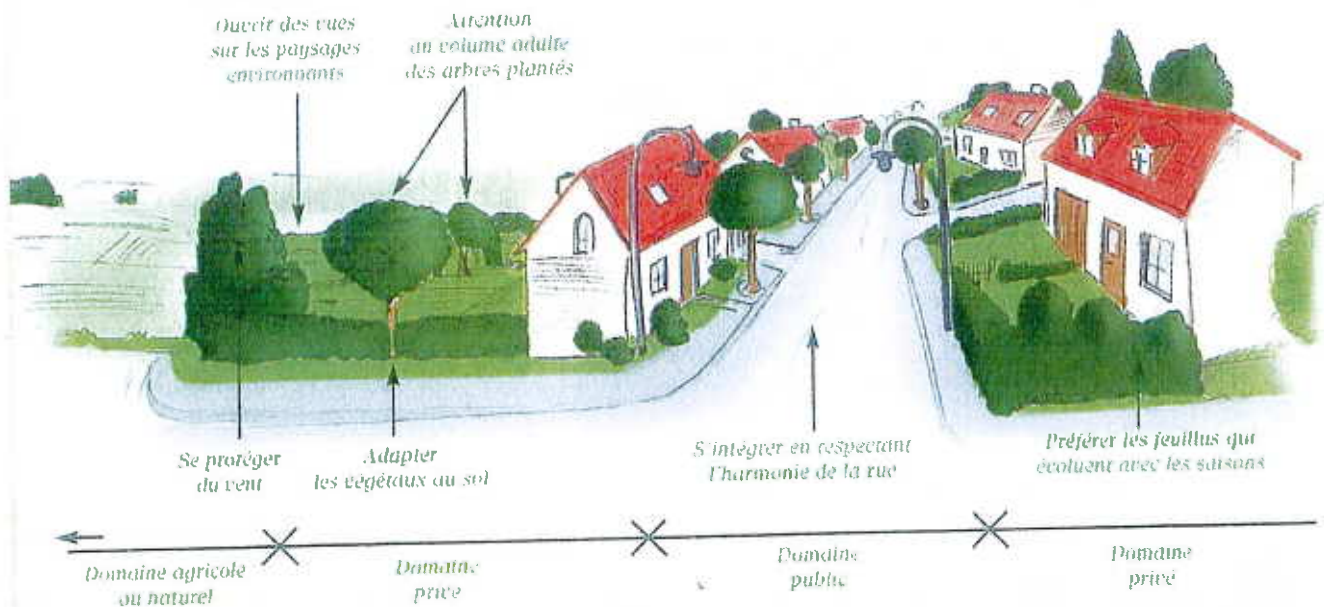 Ouvrir des vues
sur les paysages
environnants
Attention
au volume adulte
des arbres plantés
Se protéger
du vent
Adapter
les végétaux au sol
S'intégrer en respectant
l'harmonie de la rue
Préférer les feuillus qui
évoluent avec les saisons
Domaine agricole
ou naturel
Domaine
privé
Domaine
public
Domaine
privé